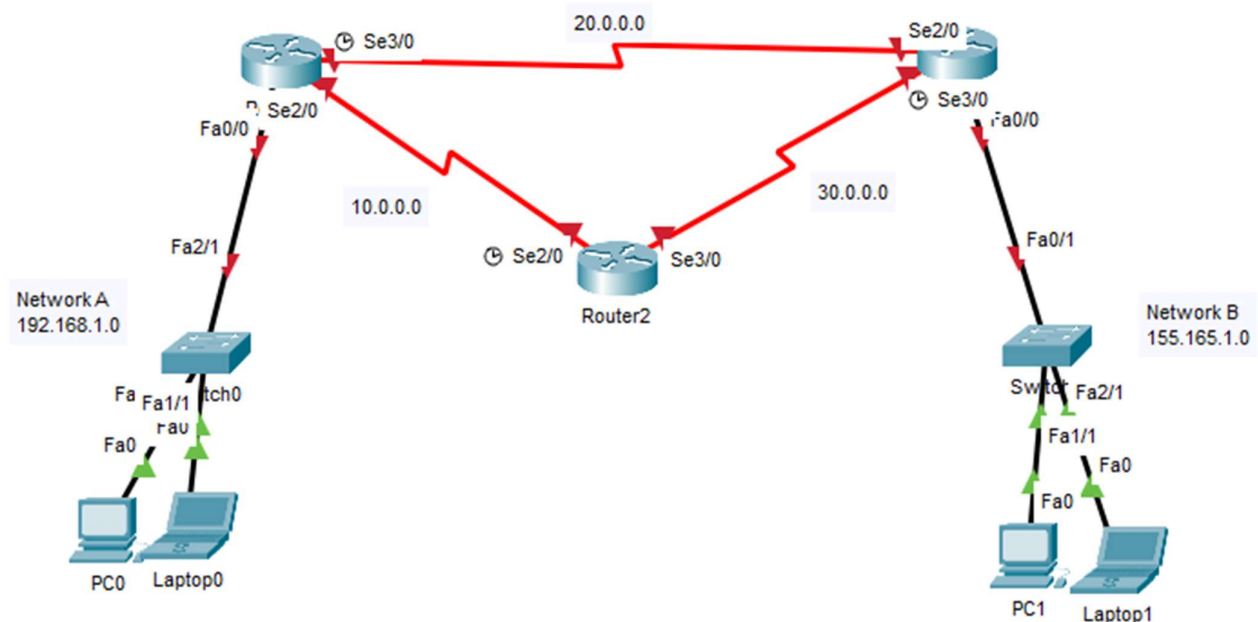 20.0.0.0
Se3/0
Se2/0
Se2/0
Se3/0
Fa0/0
Fa0/0
10.0.0.0
30.0.0.0
Fa2/1
Se2/0
Se3/0
Fa0/1
Router2
Network A
192.168.1.0
Network B
155.165.1.0
Fa1/1
Fa2/1
Fa0
Fa0
Fa1/1
Fa0
Fa0
PC0
Laptop0
PC1
Laptop1